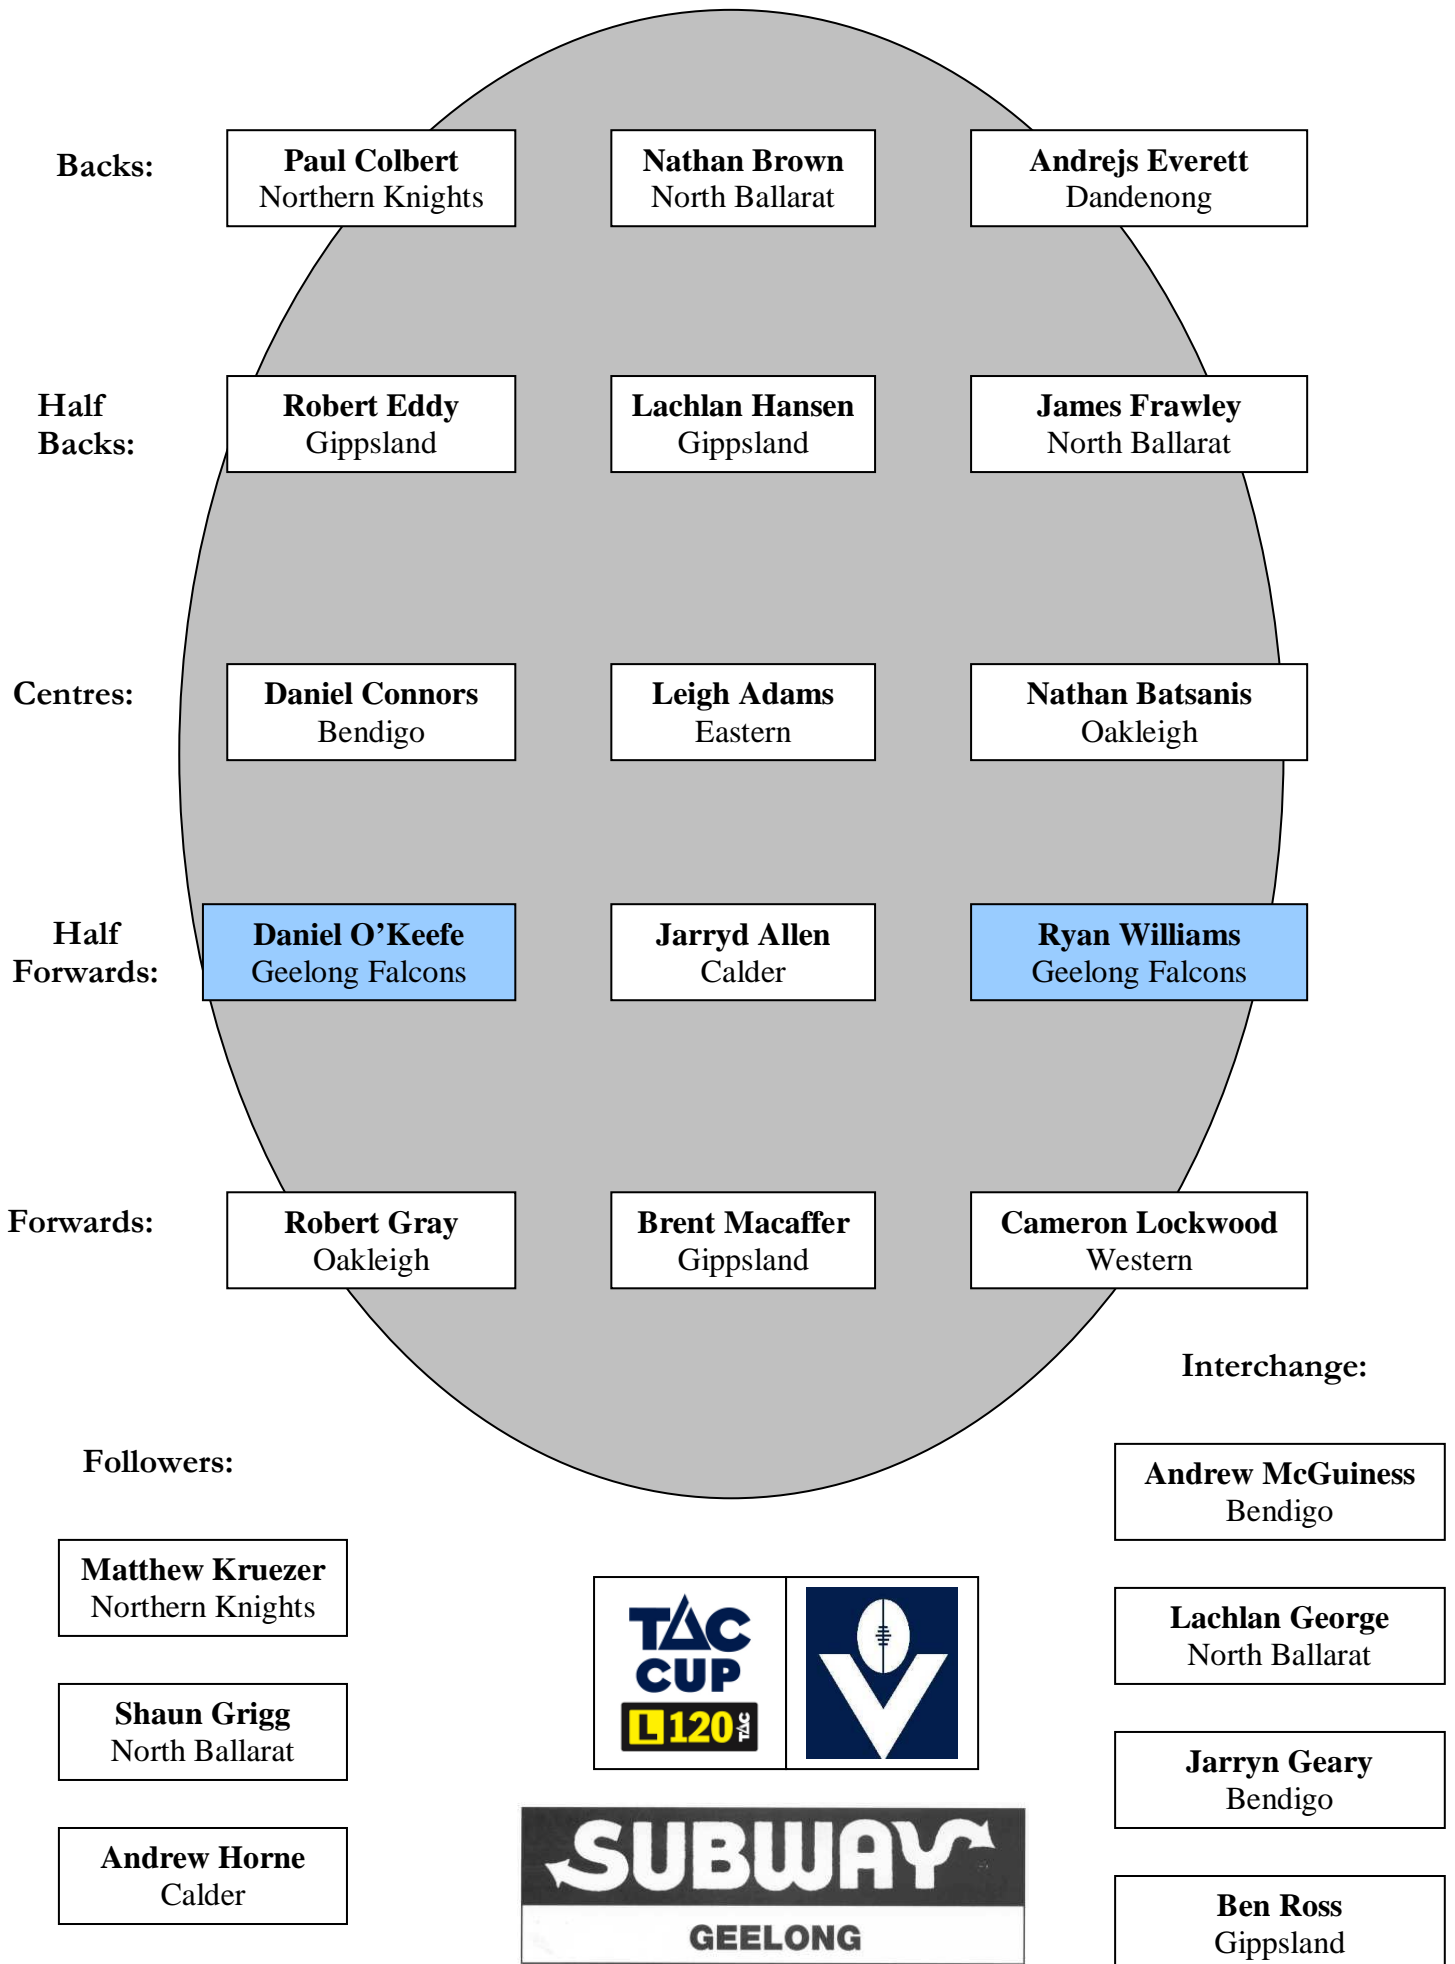 Backs:
Paul Colbert
Northern Knights
Nathan Brown
North Ballarat
Andrejs Everett
Dandenong
Half
Backs:
Robert Eddy
Gippsland
Lachlan Hansen
Gippsland
James Frawley
North Ballarat
Centres:
Daniel Connors
Bendigo
Leigh Adams
Eastern
Nathan Batsanis
Oakleigh
Half
Forwards:
Daniel O’Keefe
Geelong Falcons
Jarryd Allen
Calder
Ryan Williams
Geelong Falcons
Forwards:
Robert Gray
Oakleigh
Brent Macaffer
Gippsland
Cameron Lockwood
Western
Followers:
Matthew Kruezer
Northern Knights
Shaun Grigg
North Ballarat
Andrew Horne
Calder
TAC
CUP
L 120 TAC
V
SUBWAY
GEELONG
Interchange:
Andrew McGuiness
Bendigo
Lachlan George
North Ballarat
Jarryn Geary
Bendigo
Ben Ross
Gippsland